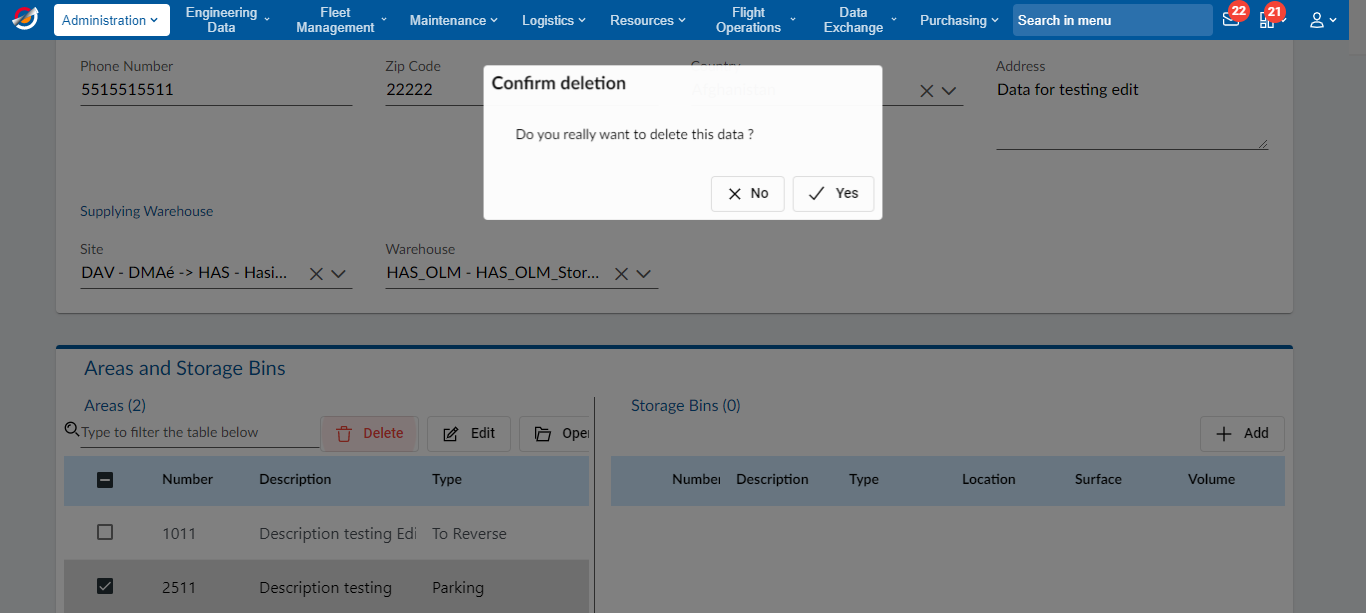 Administration
Engineering
Data
Fleet
Management
Maintenance
Logistics
Resources
Flight
Operations
Data
Exchange
Purchasing
Search in menu
22
21
Phone Number
5515515511
Zip Code
22222
Country
Address
Data for testing edit
Confirm deletion
Do you really want to delete this data ?
No
Yes
Supplying Warehouse
Site
DAV - DMAé -> HAS - Hasi...
Warehouse
HAS_OLM - HAS_OLM_Stor...
Areas and Storage Bins
Areas (2)
Type to filter the table below
Delete
Edit
Storage Bins (0)
Add
Number Description Type
1011 Description testing Edi To Reverse
2511 Description testing Parking
Number Description Type Location Surface Volume